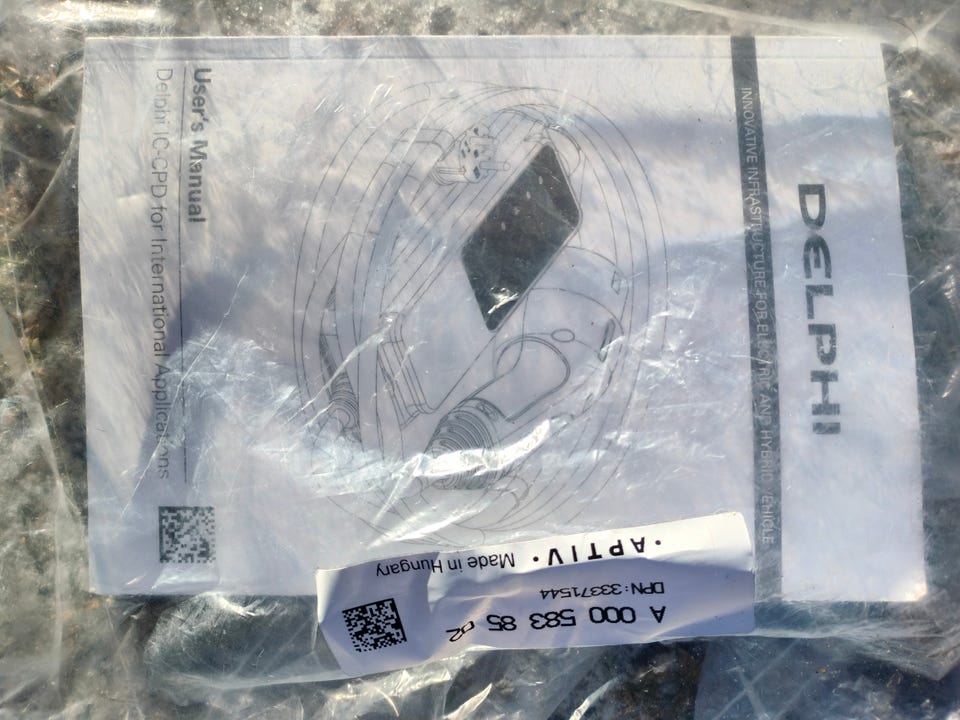 DELPHI
INNOVATIVE INFRASTRUCTURE FOR ELECTRIC AND HYBRID VEHICLE
User's Manual
Delphi IC-CPD for International Applications
• APTIV • Made in Hungary
DPN: 33371544
A 000 583 85 02